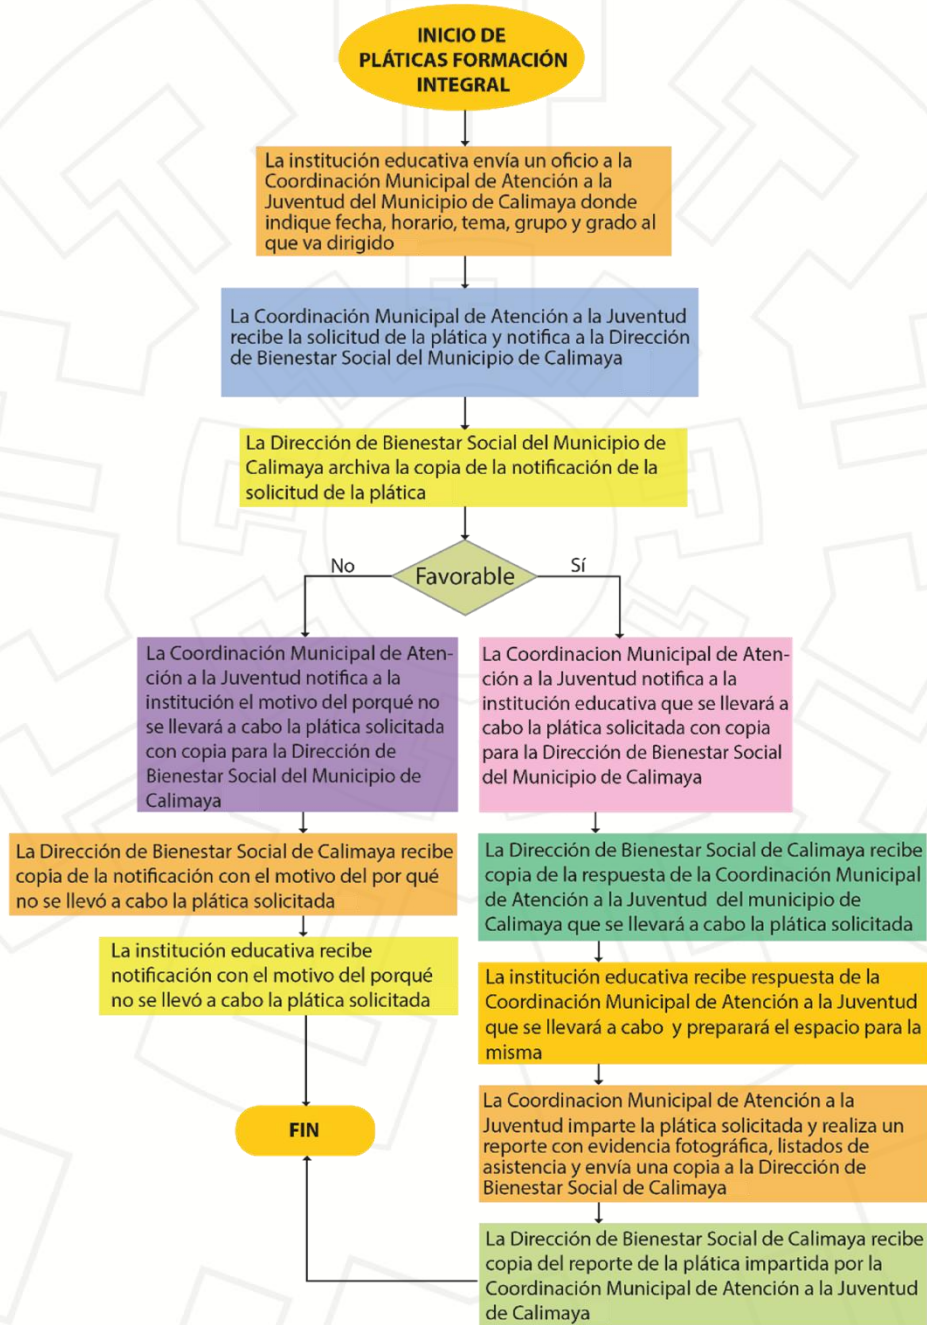 INICIO DE
PLÁTICAS FORMACIÓN
INTEGRAL
La institución educativa envía un oficio a la
Coordinación Municipal de Atención a la
Juventud del Municipio de Calimaya donde
indique fecha, horario, tema, grupo y grado al
que va dirigido
La Coordinación Municipal de Atención a la Juventud
recibe la solicitud de la plática y notifica a la Dirección
de Bienestar Social del Municipio de Calimaya
La Dirección de Bienestar Social del Municipio de
Calimaya archiva la copia de la notificación de la
solicitud de la plática
No
Favorable
Sí
La Coordinación Municipal de Aten-
ción a la Juventud notifica a la
institución el motivo del porqué no
se llevará a cabo la plática solicitada
con copia para la Dirección de
Bienestar Social del Municipio de
Calimaya
La Dirección de Bienestar Social de Calimaya recibe
copia de la notificación con el motivo del por qué
no se llevó a cabo la plática solicitada
La institución educativa recibe
notificación con el motivo del porqué
no se llevó a cabo la plática solicitada
La Coordinacion Municipal de Aten-
ción a la Juventud notifica a la
institución educativa que se llevará a
cabo la plática solicitada con copia
para la Dirección de Bienestar Social
del Municipio de Calimaya
La Dirección de Bienestar Social de Calimaya recibe
copia de la respuesta de la Coordinación Municipal
de Atención a la Juventud del municipio de
Calimaya que se llevará a cabo la plática solicitada
La institución educativa recibe respuesta de la
Coordinación Municipal de Atención a la Juventud
que se llevará a cabo y preparará el espacio para la
misma
La Coordinacion Municipal de Atención a la
Juventud imparte la plática solicitada y realiza un
reporte con evidencia fotográfica, listados de
asistencia y envía una copia a la Dirección de
Bienestar Social de Calimaya
La Dirección de Bienestar Social de Calimaya recibe
copia del reporte de la plática impartida por la
Coordinación Municipal de Atención a la Juventud
de Calimaya
FIN